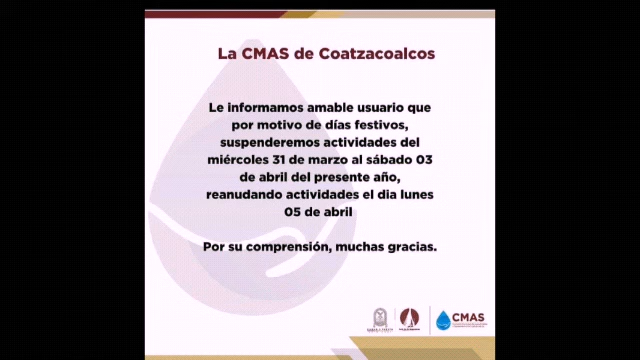 La CMAS de Coatzacoalcos
Le informamos amable usuario que
por motivo de días festivos,
suspenderemos actividades del
miércoles 31 de marzo al sábado 03
de abril del presente año,
reanudando actividades el dia lunes
05 de abril
Por su comprensión, muchas gracias.
CMAS